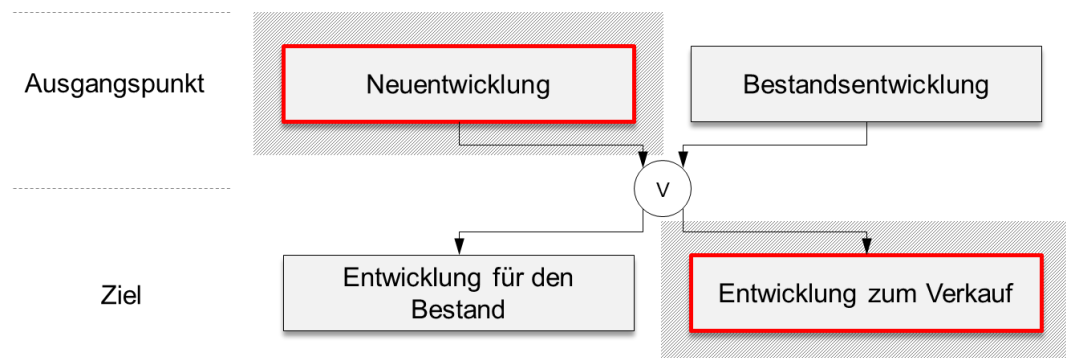 Ausgangspunkt
Neuentwicklung
Bestandsentwicklung
V
Ziel
Entwicklung für den
Bestand
Entwicklung zum Verkauf